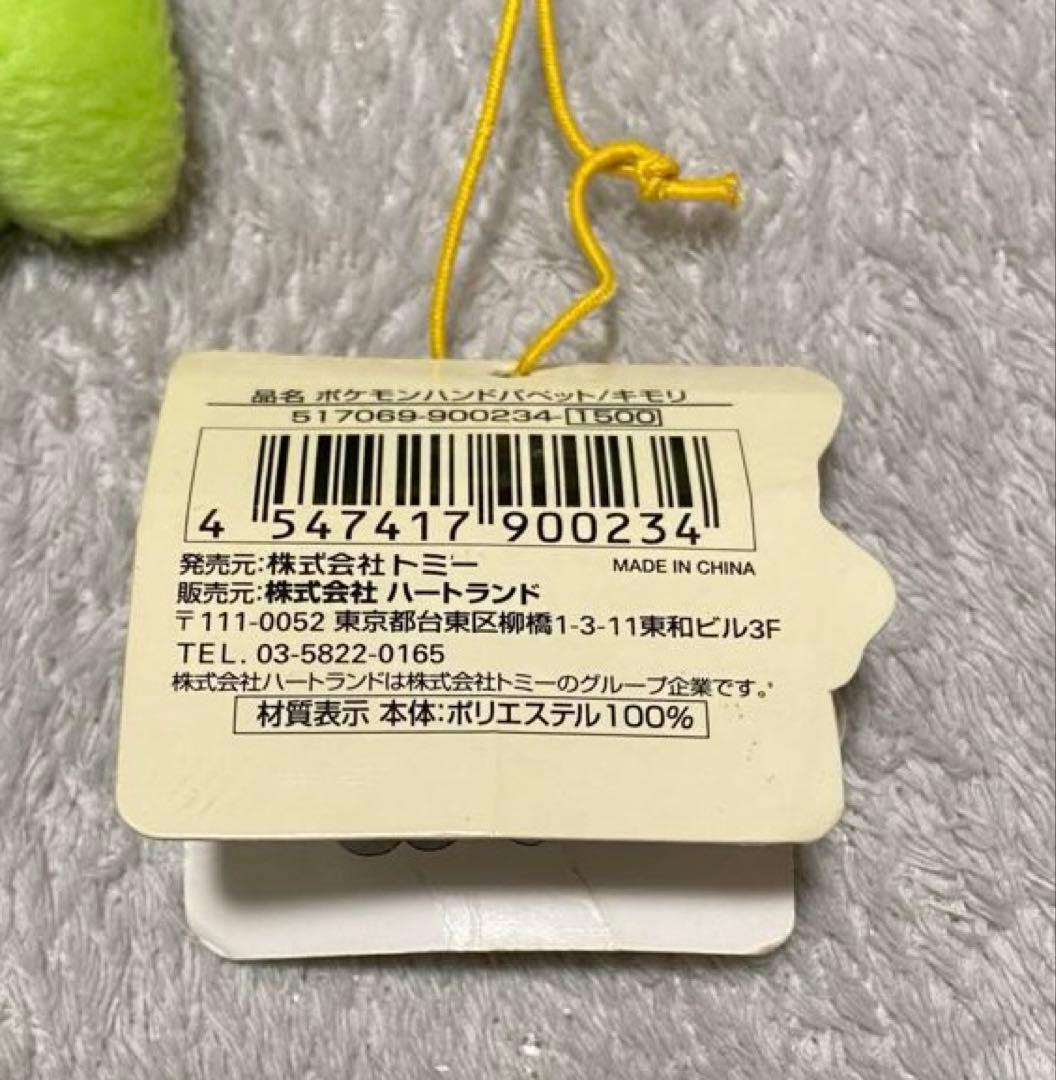 品名 ポケモンハンドパペット/キモリ
517069-900234-1500
4 547417 900234
発売元:株式会社トミー MADE IN CHINA
販売元:株式会社 ハートランド
〒111-0052 東京都台東区柳橋1-3-11東和ビル3F
TEL. 03-5822-0165
株式会社ハートランドは株式会社トミーのグループ企業です。
材質表示 本体:ポリエステル100%